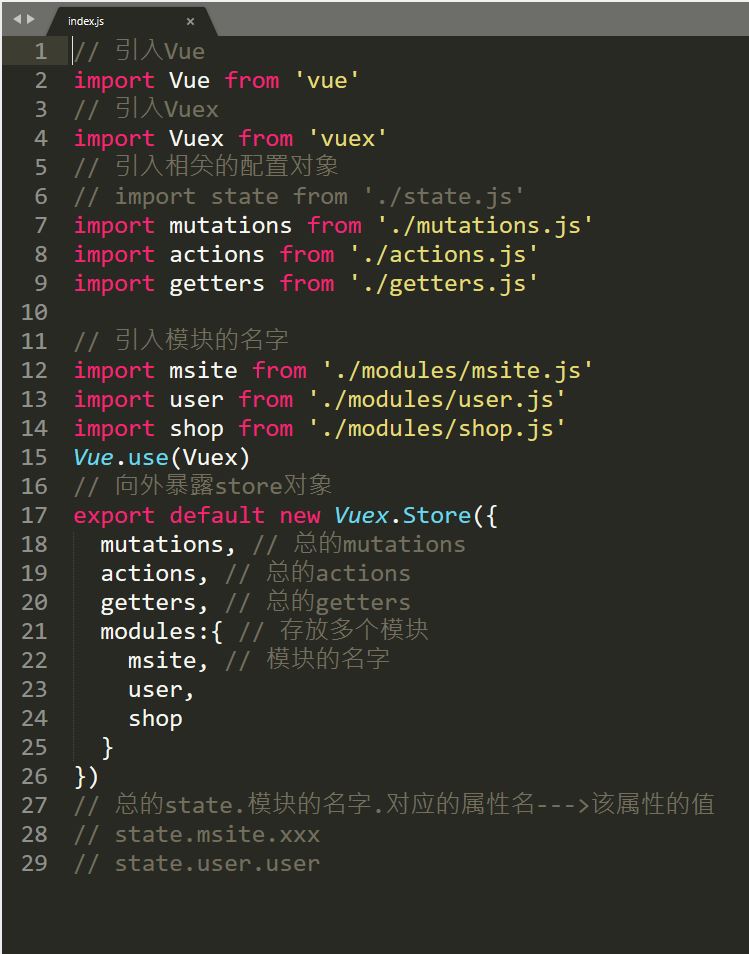 index.js ×
1 // 引入Vue
2 import Vue from 'vue'
3 // 引入Vuex
4 import Vuex from 'vuex'
5 // 引入相关的配置对象
6 // import state from './state.js'
7 import mutations from './mutations.js'
8 import actions from './actions.js'
9 import getters from './getters.js'
10
11 // 引入模块的名字
12 import msite from './modules/msite.js'
13 import user from './modules/user.js'
14 import shop from './modules/shop.js'
15 Vue.use(Vuex)
16 // 向外暴露store对象
17 export default new Vuex.Store({
18   mutations, // 总的mutations
19   actions, // 总的actions
20   getters, // 总的getters
21   modules:{ // 存放多个模块
22     msite, // 模块的名字
23     user,
24     shop
25   }
26 })
27 // 总的state.模块的名字.对应的属性名--->该属性的值
28 // state.msite.xxx
29 // state.user.user